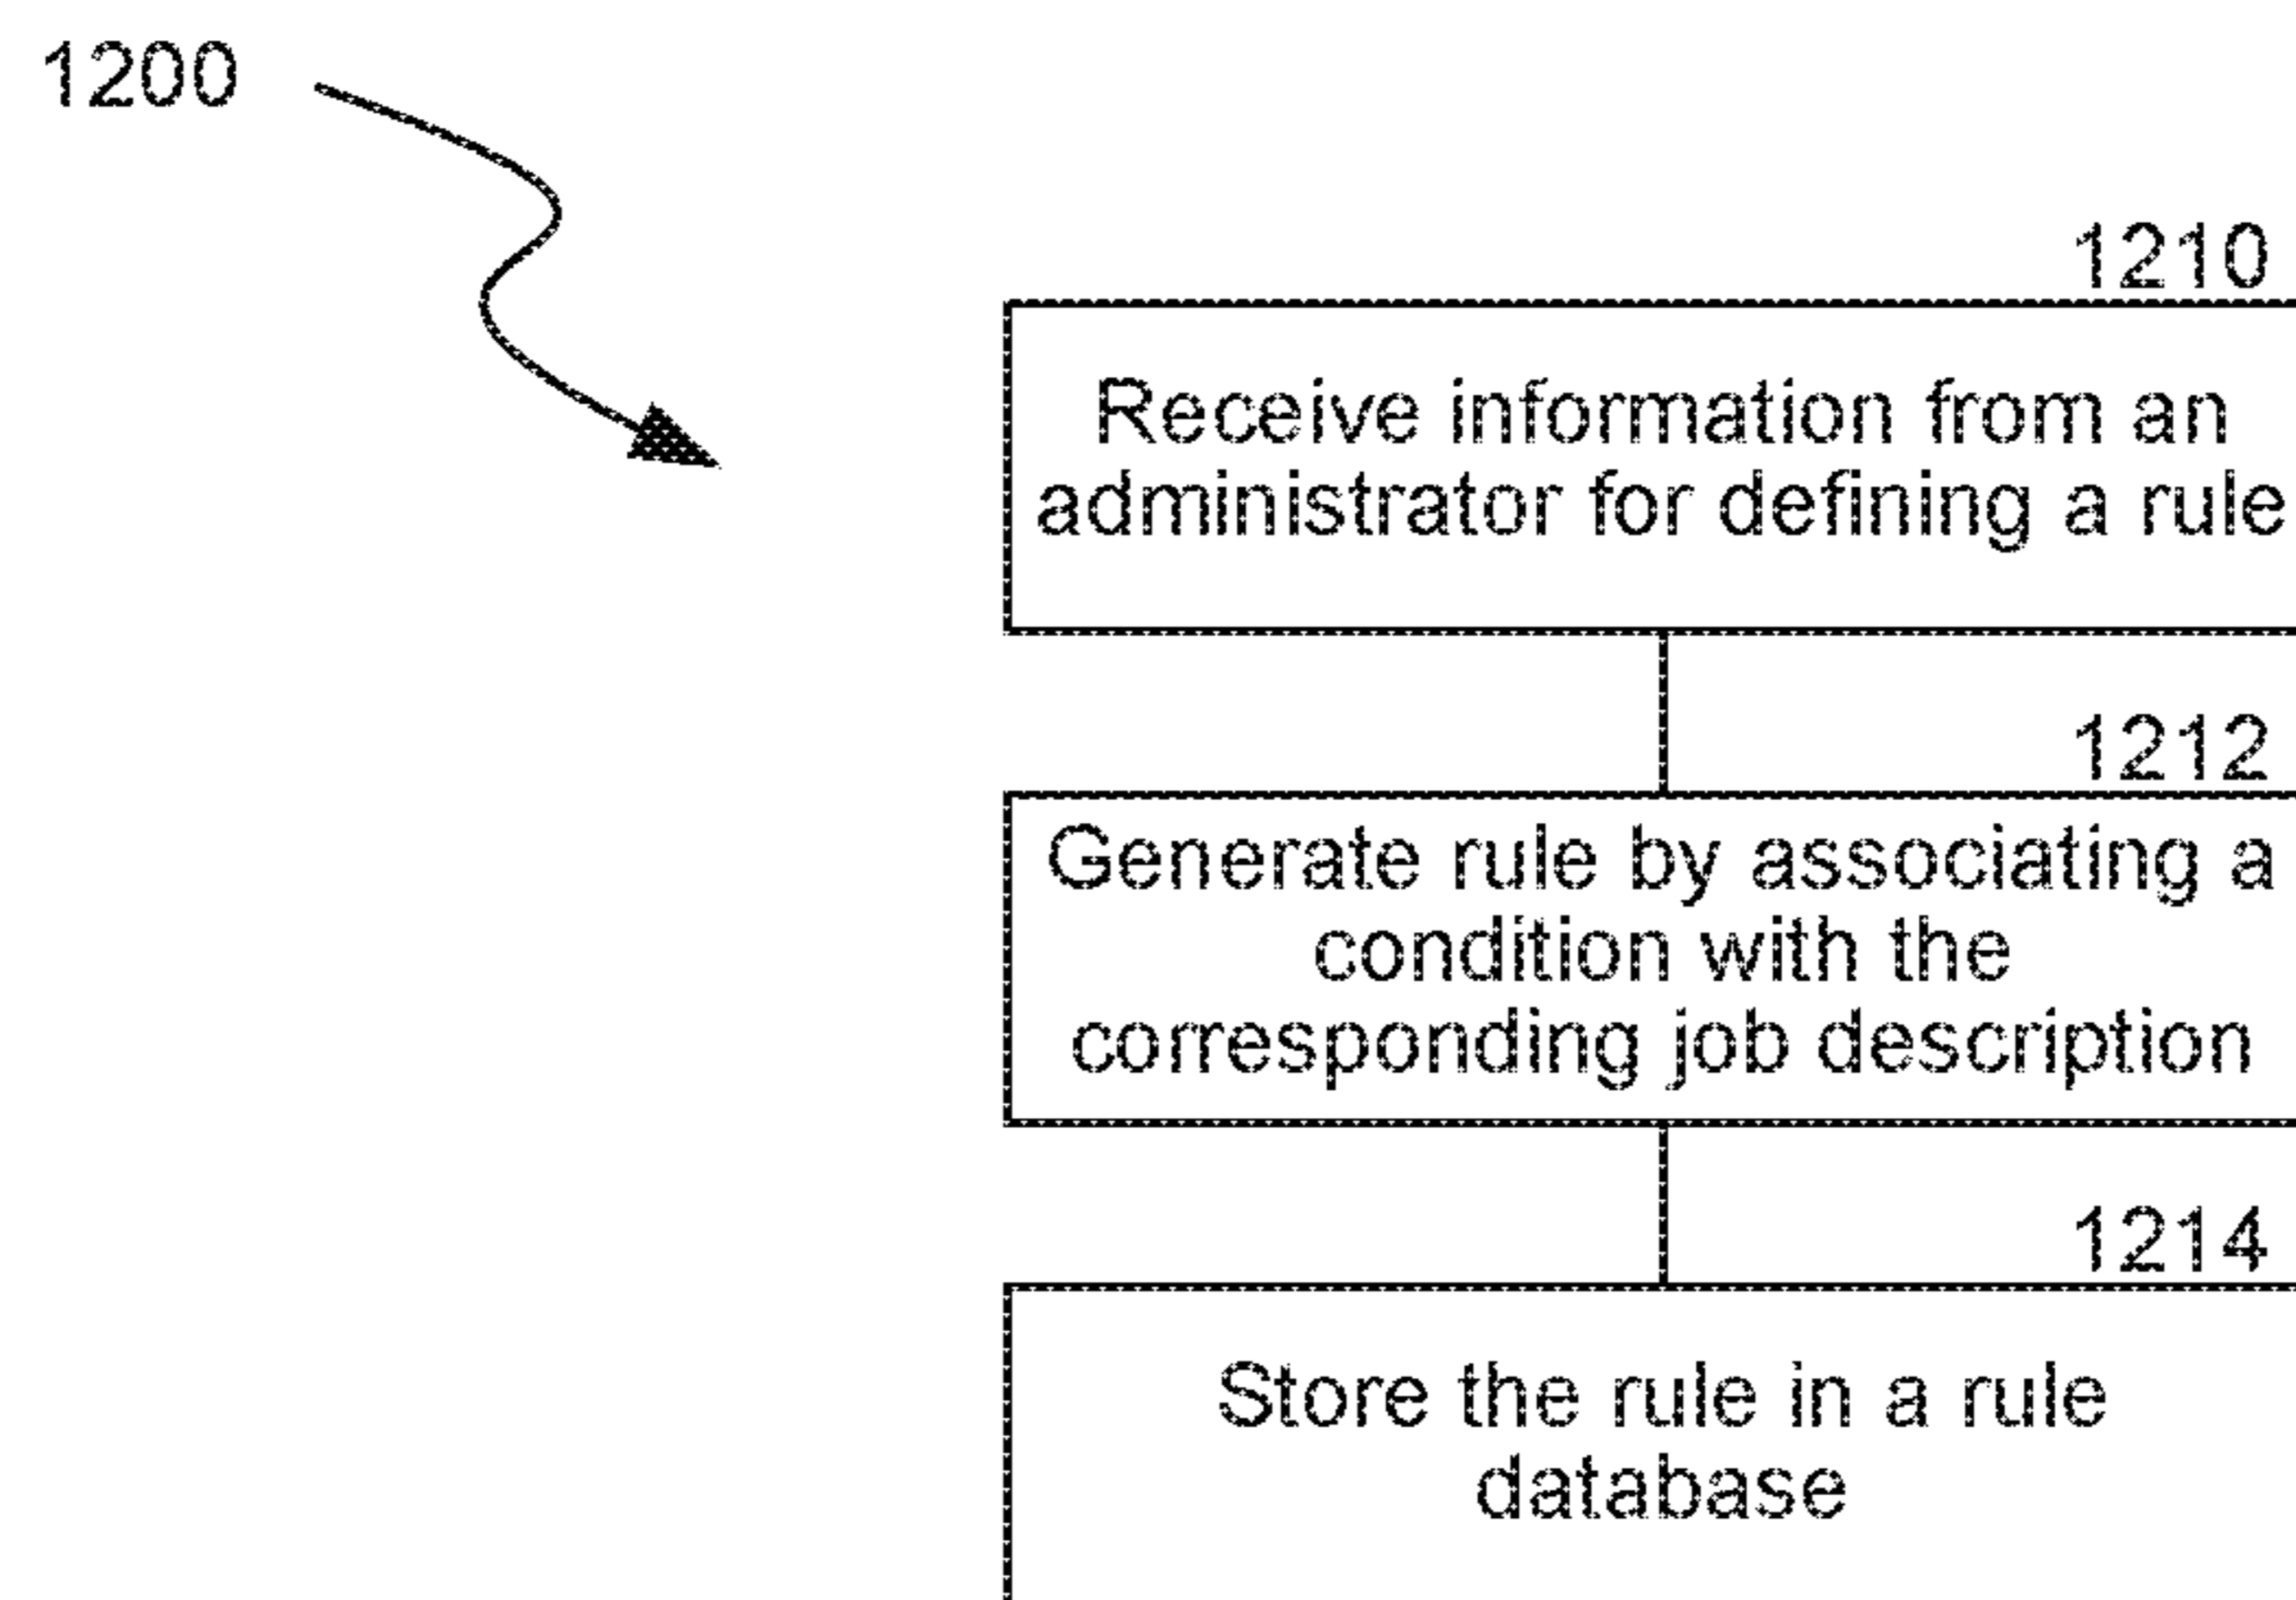 1200
1210
Receive information from an
administrator for defining a rule
1212
Generate rule by associating a
condition with the
corresponding job description
1214
Store the rule in a rule
database